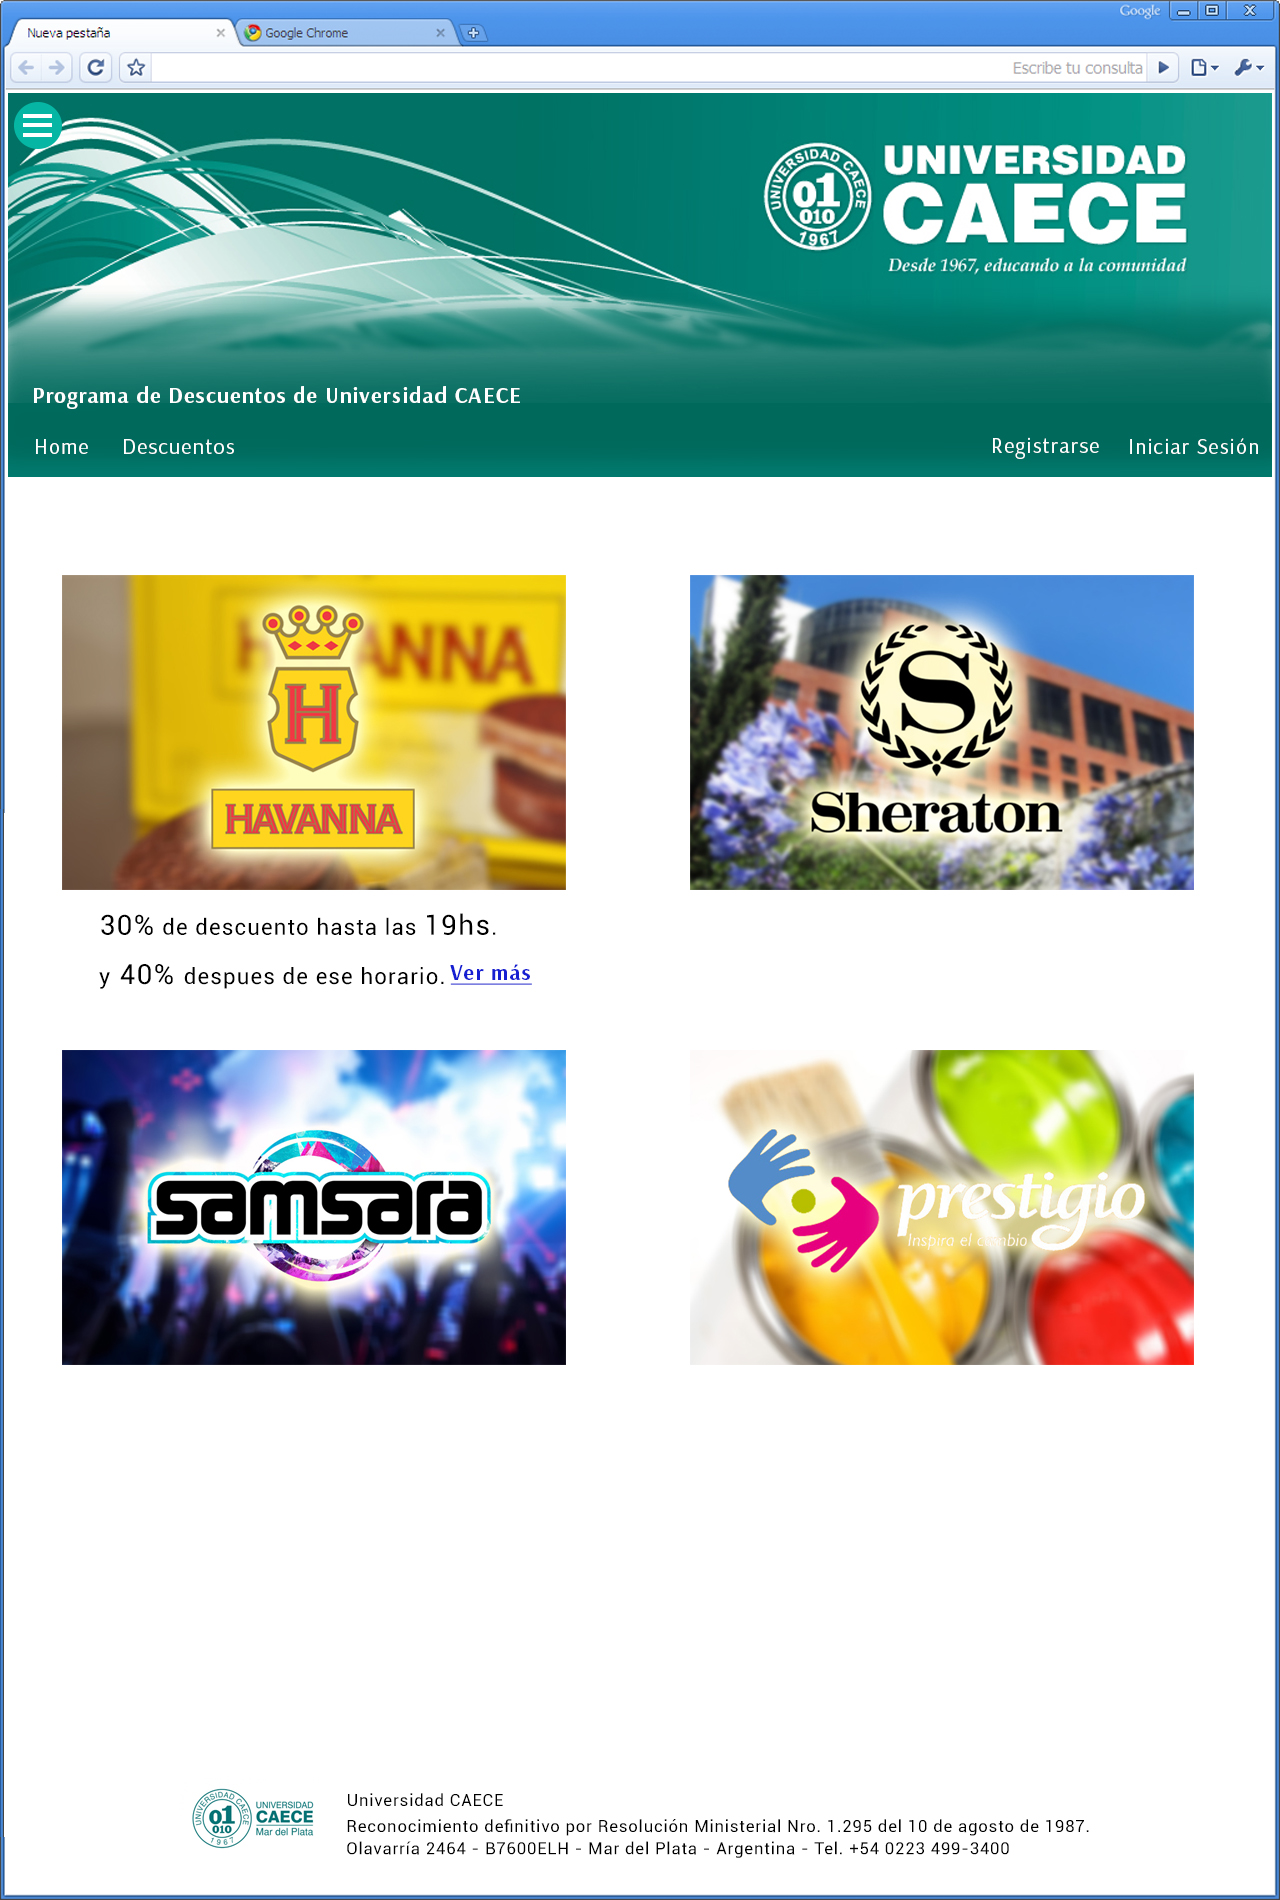 Google
Nueva pestaña
Google Chrome
Escribe tu consulta
UNIVERSIDAD CAECE
01
010
1967
UNIVERSIDAD
CAECE
Desde 1967, educando a la comunidad
Programa de Descuentos de Universidad CAECE
Home Descuentos Registrarse Iniciar Sesión
HAVANNA
H
HAVANNA
S
Sheraton
30% de descuento hasta las 19hs.
y 40% despues de ese horario. Ver más
samsara
prestigio
Inspira el cambio
UNIVERSIDAD CAECE
01
010
1967
UNIVERSIDAD
CAECE
Mar del Plata
Universidad CAECE
Reconocimiento definitivo por Resolución Ministerial Nro. 1.295 del 10 de agosto de 1987.
Olavarría 2464 - B7600ELH - Mar del Plata - Argentina - Tel. +54 0223 499-3400